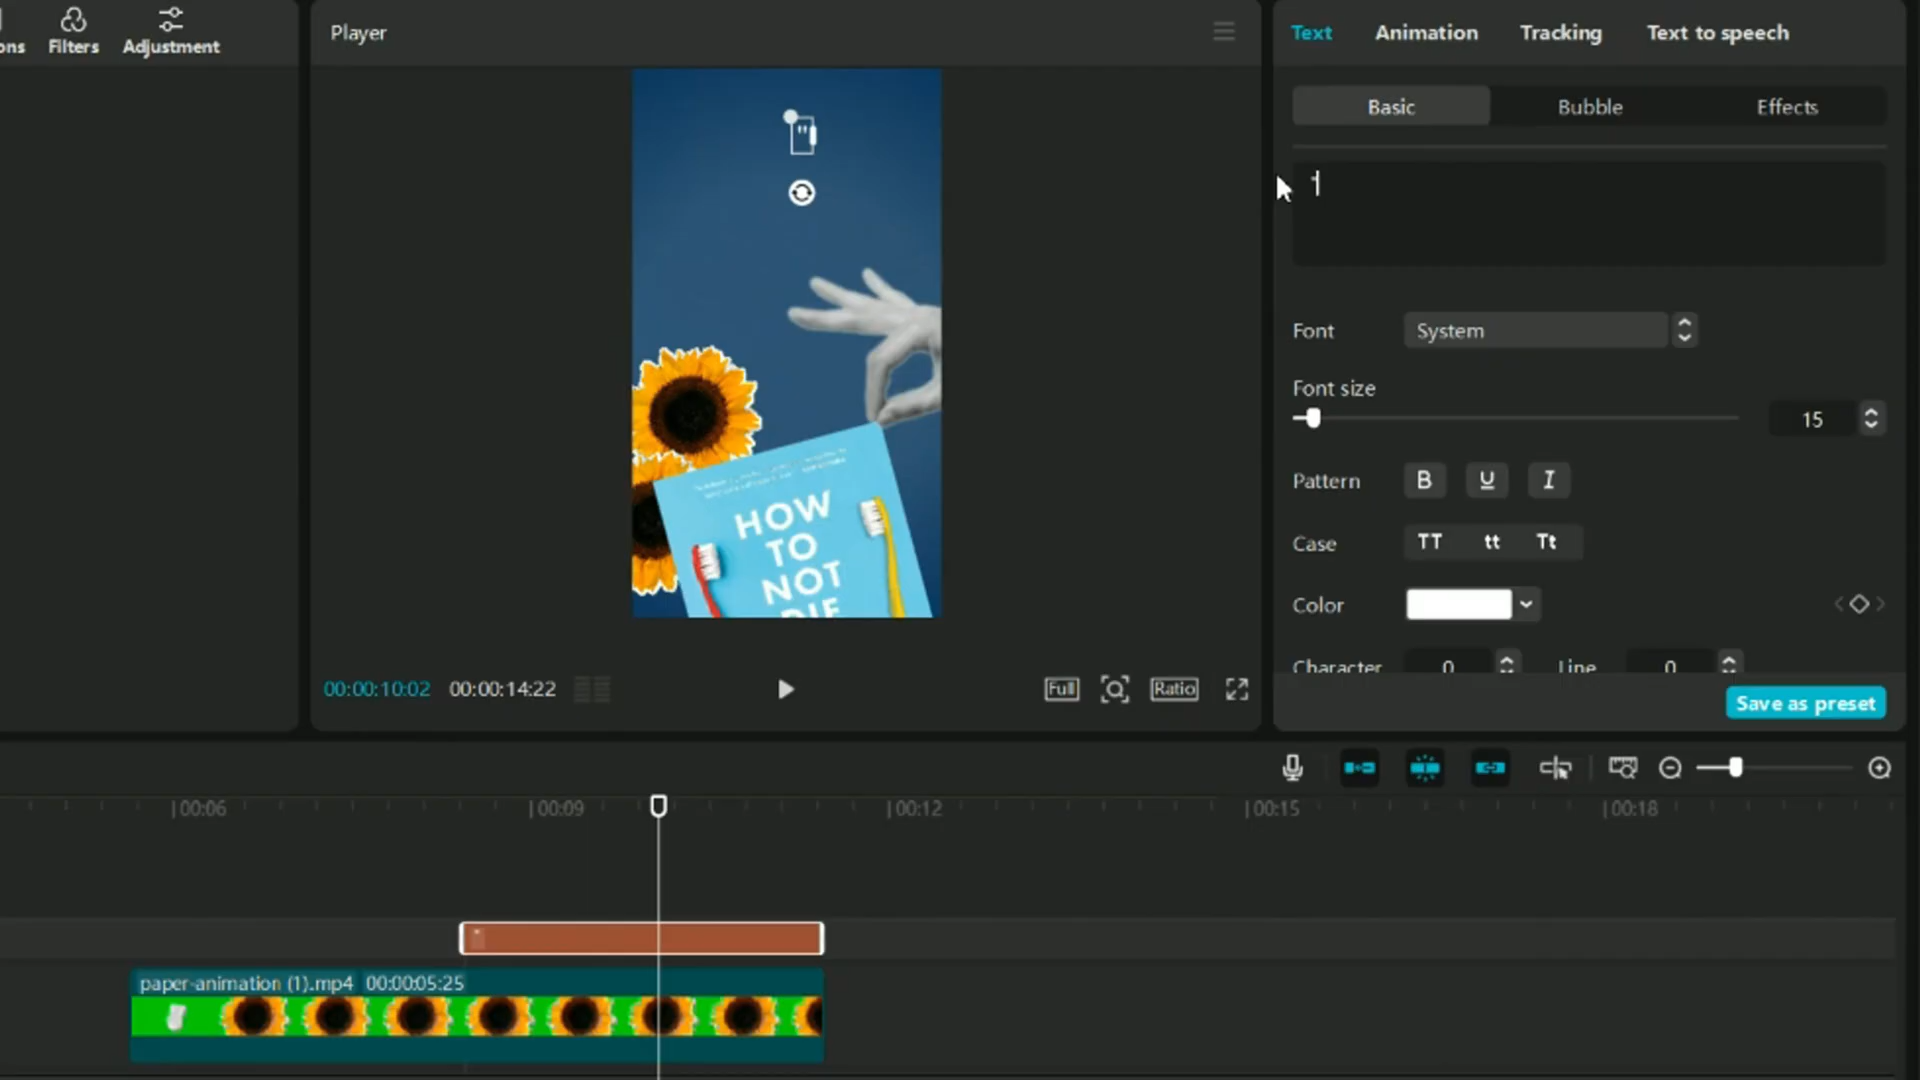 ons
Filters
Adjustment
Player
Text
Animation
Tracking
Text to speech
Basic
Bubble
Effects
"
"
HOW
TO
NOT
DIE
Font
System
Font size
15
Pattern
B
U
I
Case
TT
tt
Tt
Color
Character
0
Line
0
Save as preset
00:00:10:02
00:00:14:22
Full
Ratio
00:06
00:09
00:12
00:15
00:18
"
paper-animation (1).mp4 00:00:05:25